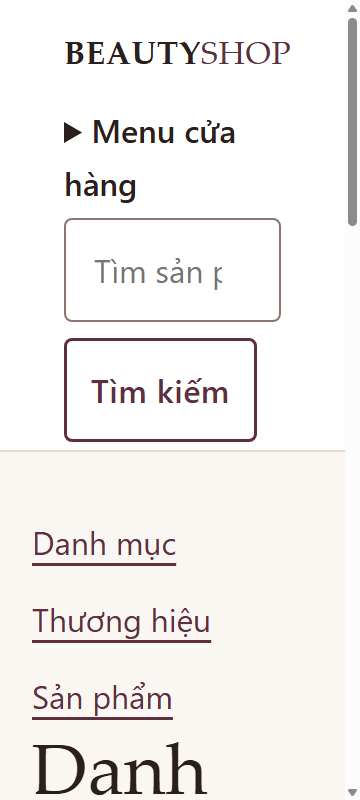 BEAUTYSHOP
Menu cửa
hàng
Tìm sản
Tìm kiếm
Danh mục
Thương hiệu
Sản phẩm
Danh